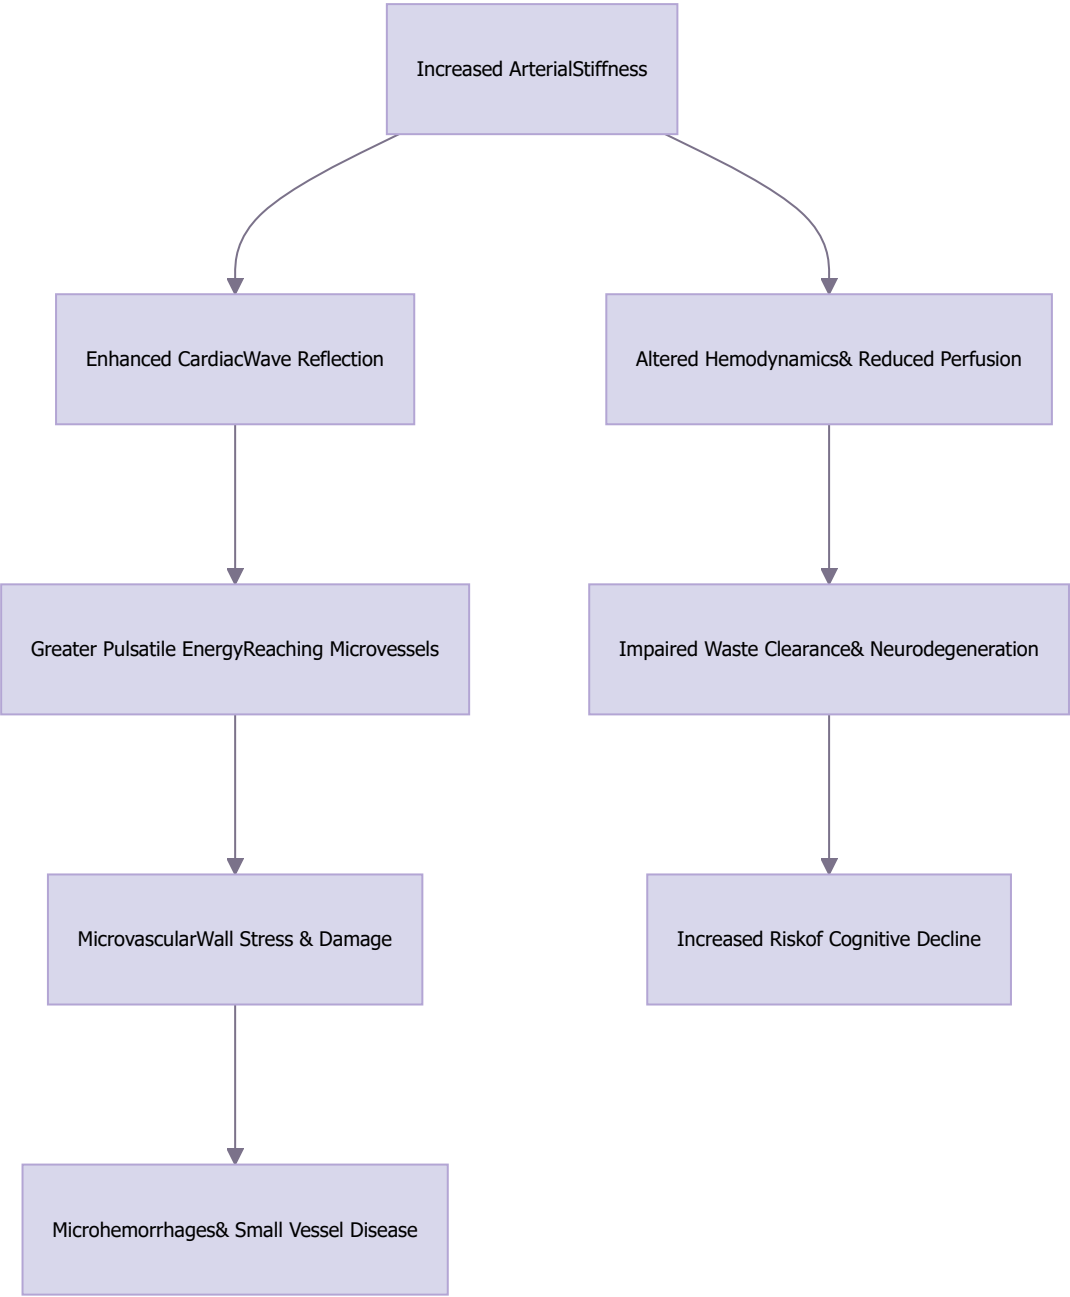 Increased ArterialStiffness
Enhanced CardiacWave Reflection
Altered Hemodynamics& Reduced Perfusion
Greater Pulsatile EnergyReaching Microvessels
Impaired Waste Clearance& Neurodegeneration
MicrovascularWall Stress & Damage
Increased Riskof Cognitive Decline
Microhemorrhages& Small Vessel Disease